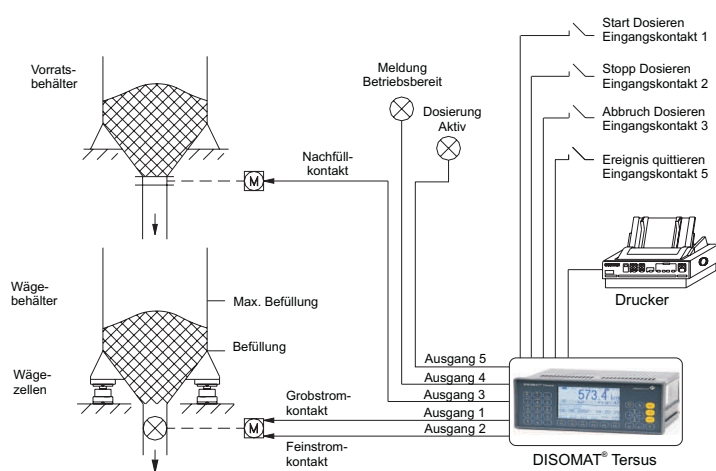 Start Dosieren
Eingangskontakt 1
Meldung
Betriebsbereit
Vorrats-
behälter
Stopp Dosieren
Eingangskontakt 2
Dosierung
Aktiv
Abbruch Dosieren
Eingangskontakt 3
Nachfüll-
kontakt
M
Ereignis quittieren
Eingangskontakt 5
Drucker
Wäge-
behälter
Max. Befüllung
Befüllung
Wäge-
zellen
Ausgang 5
Ausgang 4
Ausgang 3
Ausgang 1
Ausgang 2
Grobstrom-
kontakt
M
Feinstrom-
kontakt
573.4
DISOMAT® Tersus